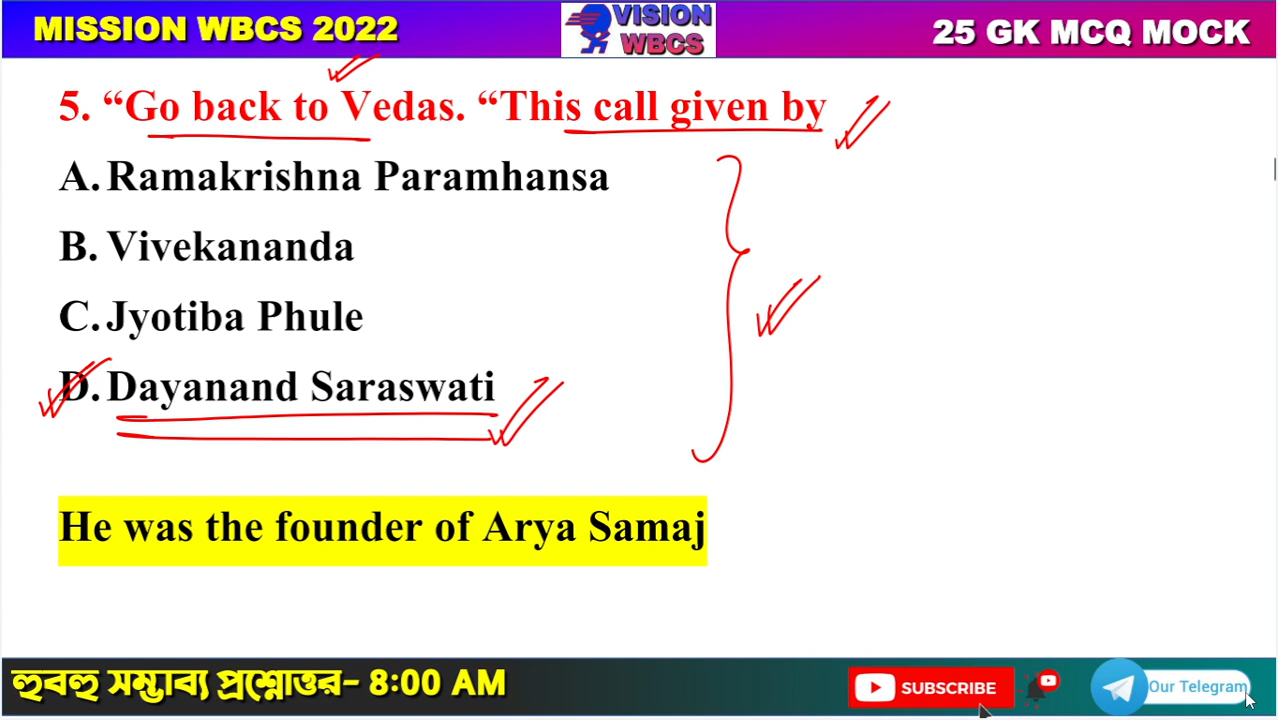 MISSION WBCS 2022
VISION
WBCS
25 GK MCQ MOCK
5. “Go back to Vedas. “This call given by
A. Ramakrishna Paramhansa
B. Vivekananda
C. Jyotiba Phule
D. Dayanand Saraswati
He was the founder of Arya Samaj
হুবহু সম্ভাব্য প্রশ্নোত্তর- 8:00 AM
SUBSCRIBE
Our Telegram